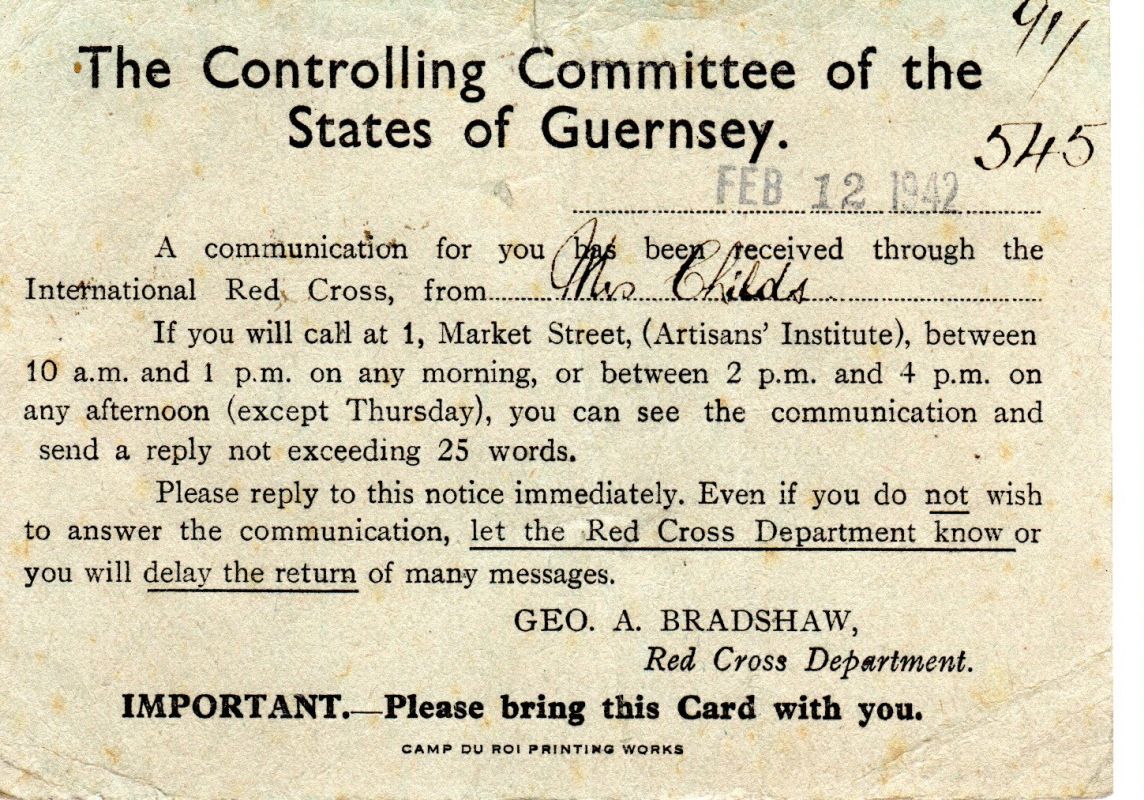 911
The Controlling Committee of the
States of Guernsey.
545
FEB 12 1942
A communication for you has been received through the
International Red Cross, from Mrs Childs
If you will call at 1, Market Street, (Artisans' Institute), between
10 a.m. and 1 p.m. on any morning, or between 2 p.m. and 4 p.m. on
any afternoon (except Thursday), you can see the communication and
send a reply not exceeding 25 words.
Please reply to this notice immediately. Even if you do not wish
to answer the communication, let the Red Cross Department know or
you will delay the return of many messages.
GEO. A. BRADSHAW,
Red Cross Department.
IMPORTANT.—Please bring this Card with you.
CAMP DU ROI PRINTING WORKS